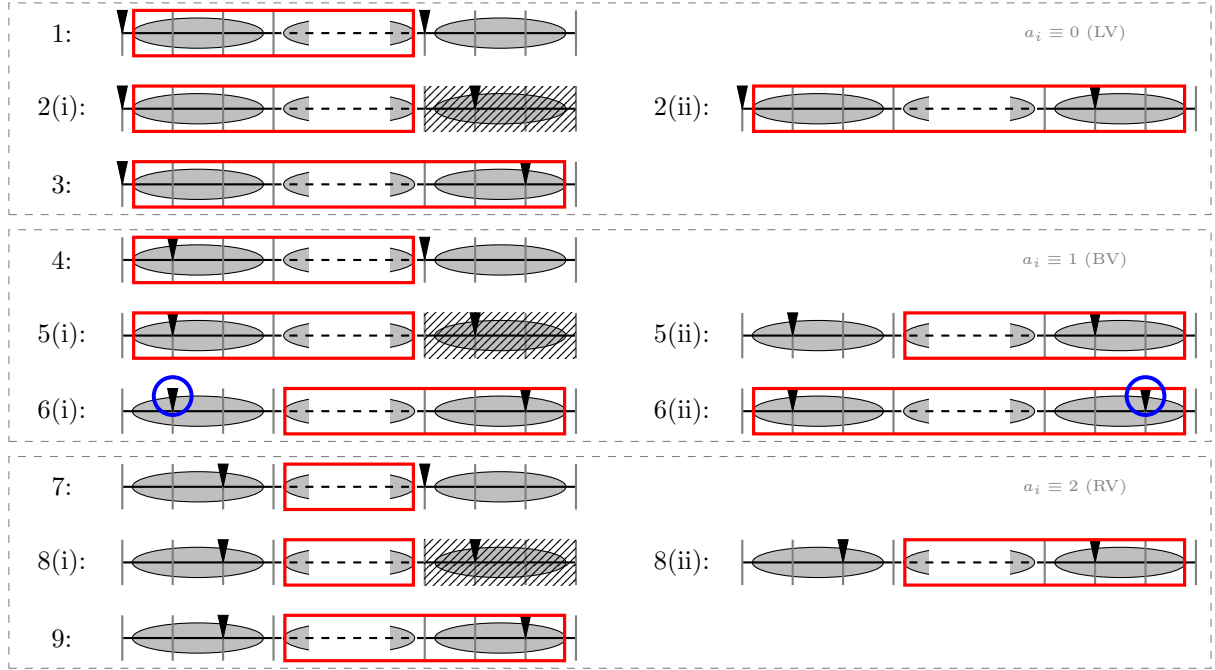 1: a_i ≡ 0 (LV)
2(i): 2(ii):
3:
4: a_i ≡ 1 (BV)
5(i): 5(ii):
6(i): 6(ii):
7: a_i ≡ 2 (RV)
8(i): 8(ii):
9: